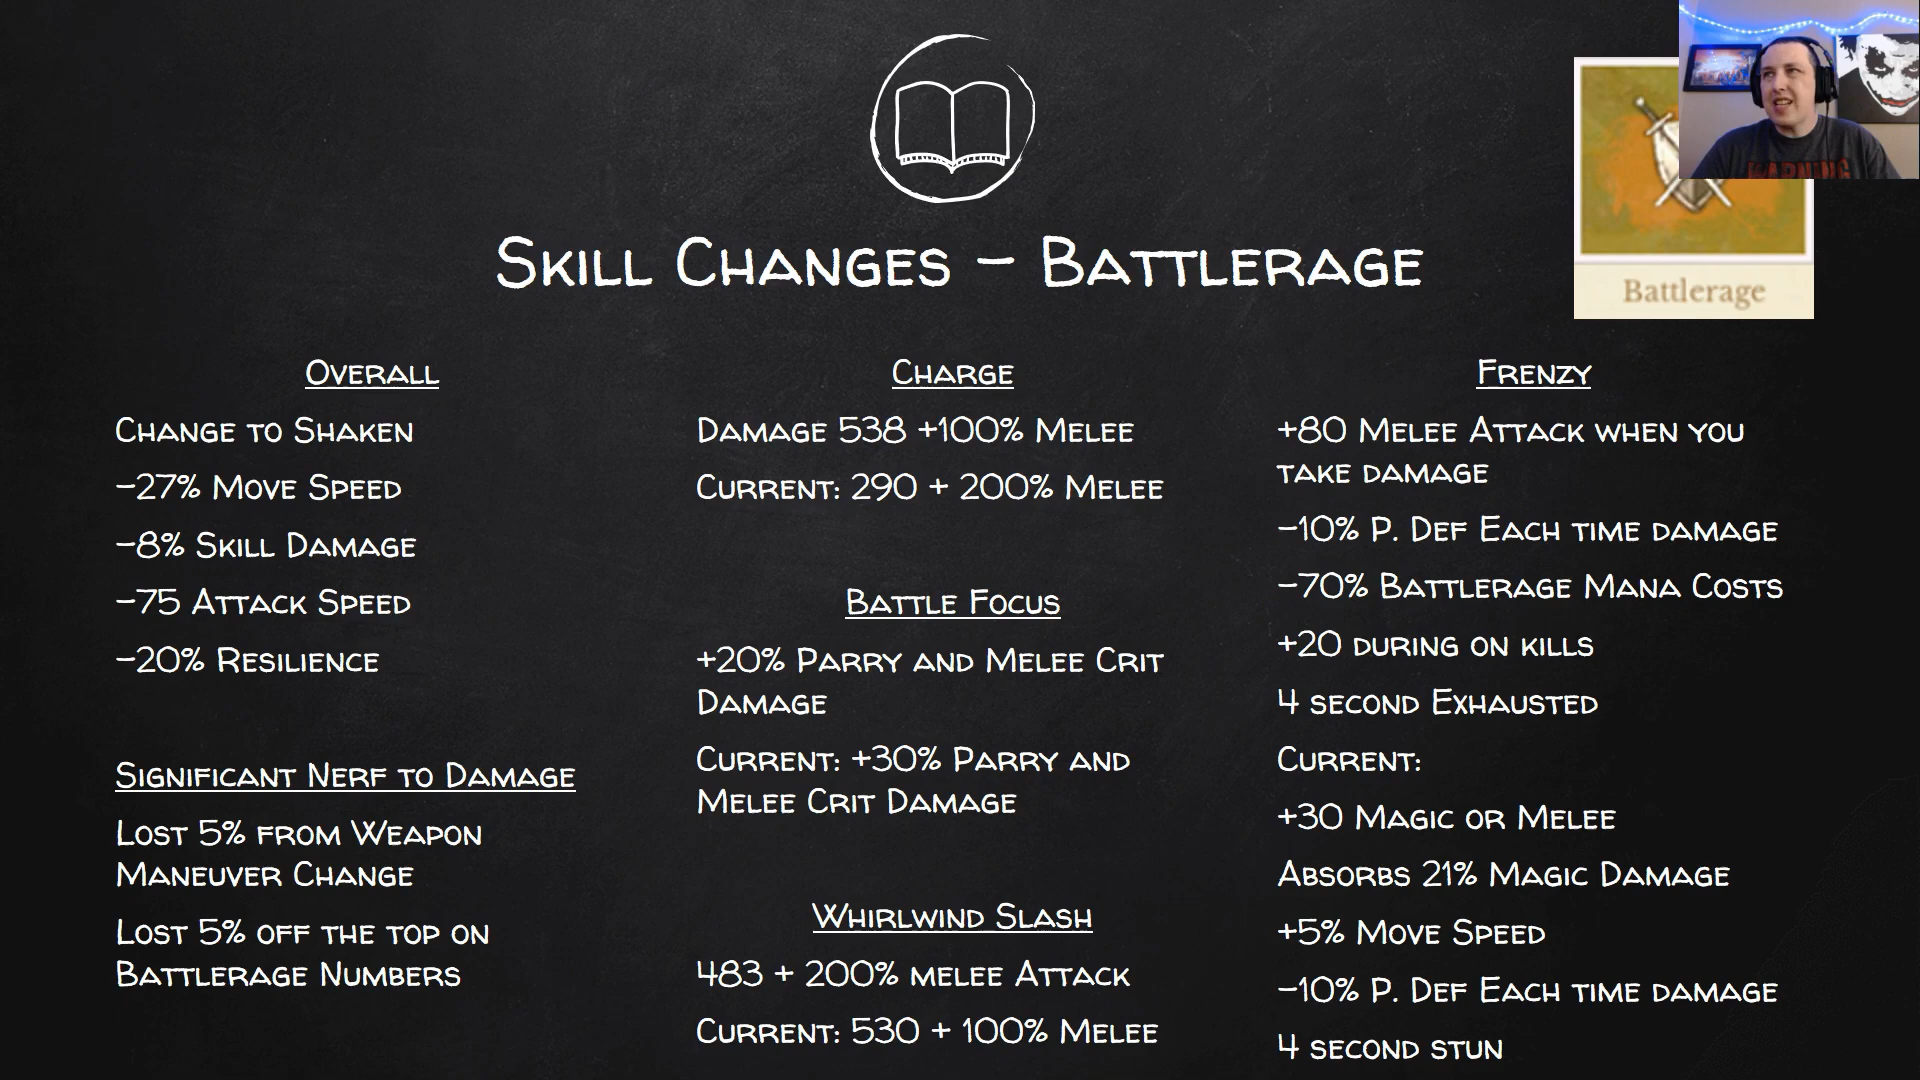 Skill Changes - Battlerage
Battlerage
WARNING
Overall
Change to Shaken
-27% Move Speed
-8% Skill Damage
-75 Attack Speed
-20% Resilience
Significant Nerf to Damage
Lost 5% from Weapon
Maneuver Change
Lost 5% off the top on
Battlerage Numbers
Charge
Damage 538 +100% Melee
Current: 290 + 200% Melee
Battle Focus
+20% Parry and Melee Crit
Damage
Current: +30% Parry and
Melee Crit Damage
Whirlwind Slash
483 + 200% melee Attack
Current: 530 + 100% Melee
Frenzy
+80 Melee Attack when you
take damage
-10% P. Def Each time damage
-70% Battlerage Mana Costs
+20 during on kills
4 second Exhausted
Current:
+30 Magic or Melee
Absorbs 21% Magic Damage
+5% Move Speed
-10% P. Def Each time damage
4 second stun